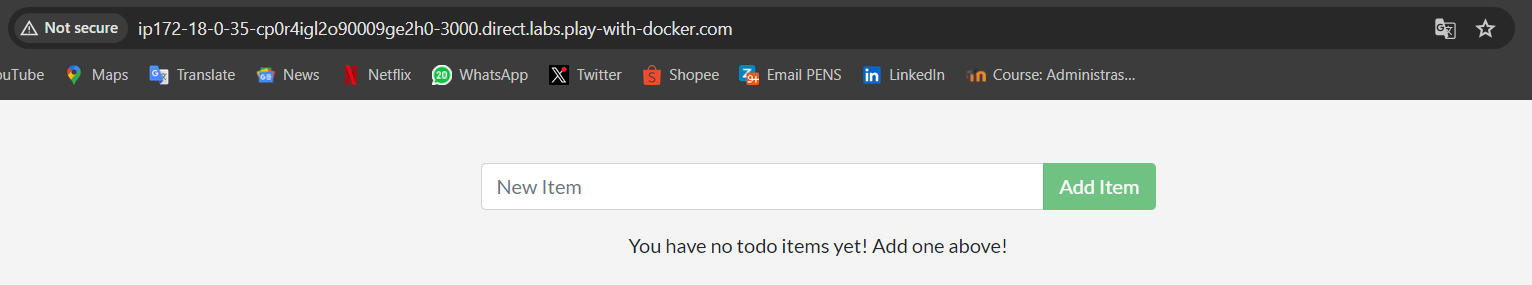 Not secure ip172-18-0-35-cp0r4igl2o90009ge2h0-3000.direct.labs.play-with-docker.com
ouTube Maps Translate News Netflix 20 WhatsApp Twitter Shopee Email PENS LinkedIn Course: Administras...
New Item Add Item
You have no todo items yet! Add one above!